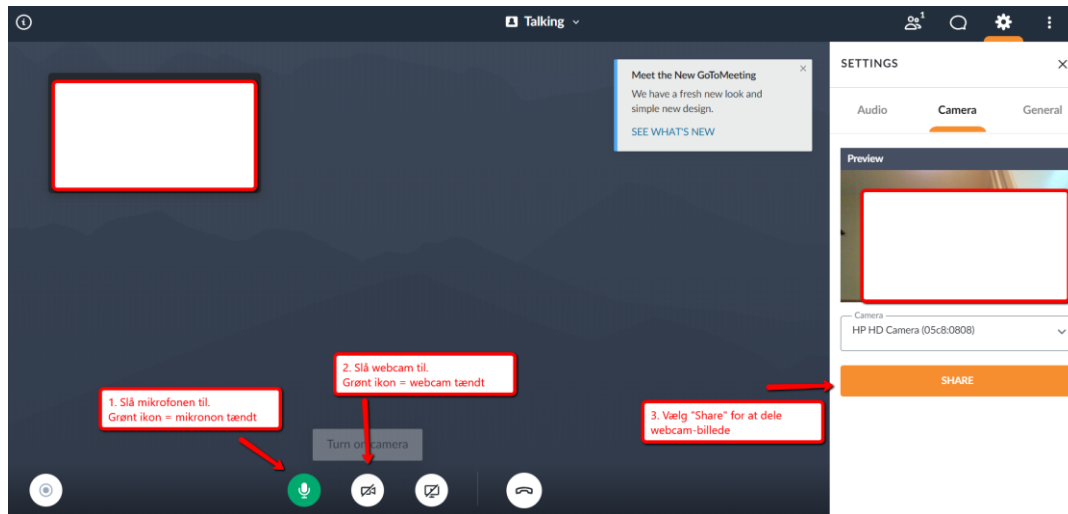 Talking
1
Meet the New GoToMeeting
We have a fresh new look and
simple new design.
SEE WHAT'S NEW
SETTINGS
Audio
Camera
General
Preview
Camera
HP HD Camera (05c8:0808)
SHARE
1. Slå mikrofonen til.
Grønt ikon = mikronon tændt
2. Slå webcam til.
Grønt ikon = webcam tændt
3. Vælg "Share" for at dele
webcam-billede
Turn on camera